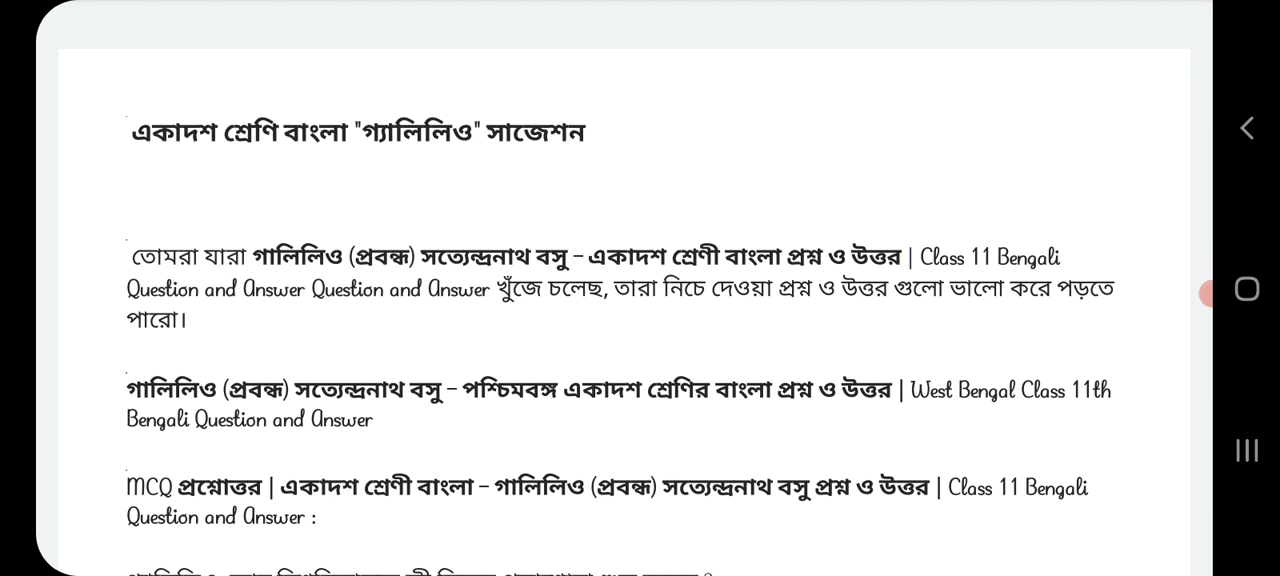 একাদশ শ্রেণি বাংলা "গ্যালিলিও" সাজেশন
তোমরা যারা গালিলিও (প্রবন্ধ) সত্যেন্দ্রনাথ বসু – একাদশ শ্রেণী বাংলা প্রশ্ন ও উত্তর | Class 11 Bengali
Question and Answer Question and Answer খুঁজে চলেছ, তারা নিচে দেওয়া প্রশ্ন ও উত্তর গুলো ভালো করে পড়তে
পারো।
গালিলিও (প্রবন্ধ) সত্যেন্দ্রনাথ বসু – পশ্চিমবঙ্গ একাদশ শ্রেণির বাংলা প্রশ্ন ও উত্তর | West Bengal Class 11th
Bengali Question and Answer
MCQ প্রশ্নোত্তর | একাদশ শ্রেণী বাংলা – গালিলিও (প্রবন্ধ) সত্যেন্দ্রনাথ বসু প্রশ্ন ও উত্তর | Class 11 Bengali
Question and Answer :